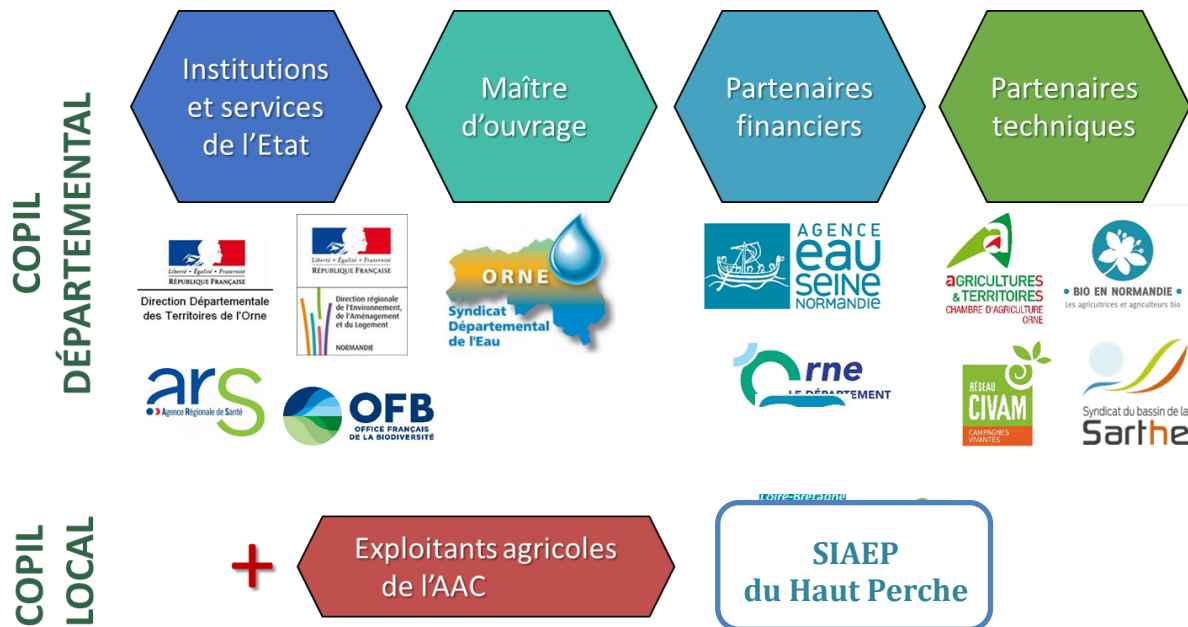 COPIL
DÉPARTEMENTAL
Institutions
et services
de l'Etat
Maître
d'ouvrage
Partenaires
financiers
Partenaires
techniques
Liberté • Égalité • Fraternité
RÉPUBLIQUE FRANÇAISE
Direction Départementale
des Territoires de l'Orne
Liberté • Égalité • Fraternité
RÉPUBLIQUE FRANÇAISE
Direction régionale
de l'Environnement,
de l'Aménagement
et du Logement
NORMANDIE
ars
Agence Régionale de Santé
OFB
OFFICE FRANÇAIS
DE LA BIODIVERSITÉ
ORNE
Syndicat
Départemental
de l'Eau
AGENCE
eau
seine
NORMANDIE
Orne
LE DÉPARTEMENT
aGRICULTURES
& TERRITOIRES
CHAMBRE D'AGRICULTURE
ORNE
• BIO EN NORMANDIE •
Les agricultrices et agriculteurs bio
RÉSEAU
CIVAM
CAMPAGNES
VIVANTES
Syndicat du bassin de la
Sarthe
COPIL
LOCAL
+
Exploitants agricoles
de l'AAC
Loire-Bretagne
SIAEP
du Haut Perche